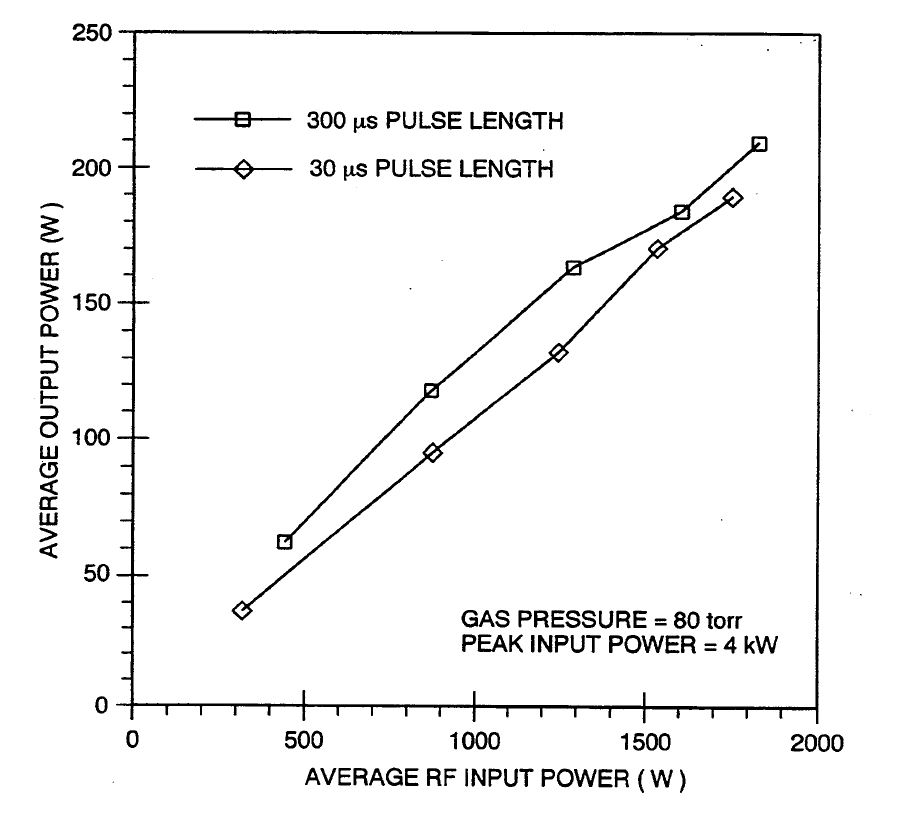 250
200
150
100
50
0
AVERAGE OUTPUT POWER (W)
300 μs PULSE LENGTH
30 μs PULSE LENGTH
GAS PRESSURE = 80 torr
PEAK INPUT POWER = 4 kW
0 500 1000 1500 2000
AVERAGE RF INPUT POWER ( W )